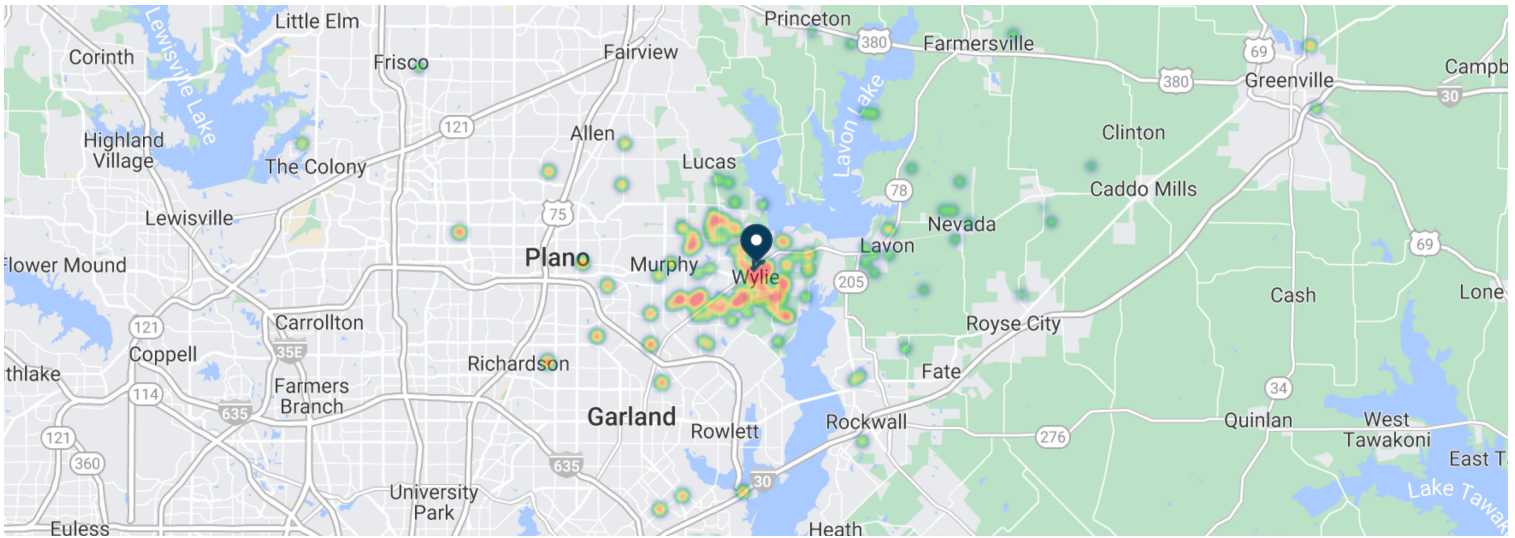 Little Elm
Princeton
380
Farmersville
69
Corinth
Frisco
Fairview
Greenville
Campb
380
30
Lewisville Lake
Lavon Lake
121
Highland
Village
Allen
Clinton
The Colony
Lucas
78
Caddo Mills
Lewisville
75
Nevada
Lavon
69
Flower Mound
Plano
Murphy
Wylie
205
Cash
Lone
121
Carrollton
Royse City
Coppell
35E
Richardson
Fate
thlake
114
Farmers
Branch
34
635
Garland
Rowlett
Rockwall
Quinlan
West
Tawakoni
121
276
360
635
30
East T
University
Park
Lake Tawak
Euless
Heath